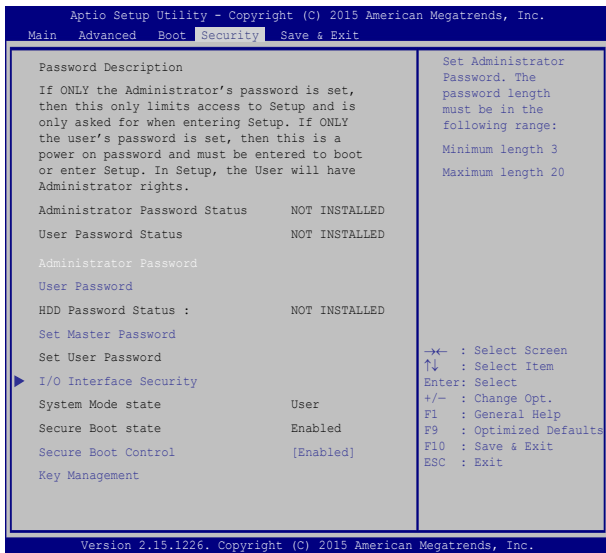 Aptio Setup Utility - Copyright (C) 2015 American Megatrends, Inc.
Main Advanced Boot Security Save & Exit
Password Description
If ONLY the Administrator's password is set,
then this only limits access to Setup and is
only asked for when entering Setup. If ONLY
the user's password is set, then this is a
power on password and must be entered to boot
or enter Setup. In Setup, the User will have
Administrator rights.
Administrator Password Status NOT INSTALLED
User Password Status NOT INSTALLED
Administrator Password
User Password
HDD Password Status : NOT INSTALLED
Set Master Password
Set User Password
I/O Interface Security
System Mode state User
Secure Boot state Enabled
Secure Boot Control [Enabled]
Key Management
Set Administrator
Password. The
password length
must be in the
following range:
Minimum length 3
Maximum length 20
→← : Select Screen
↑↓ : Select Item
Enter: Select
+/— : Change Opt.
F1 : General Help
F9 : Optimized Defaults
F10 : Save & Exit
ESC : Exit
Version 2.15.1226. Copyright (C) 2015 American Megatrends, Inc.